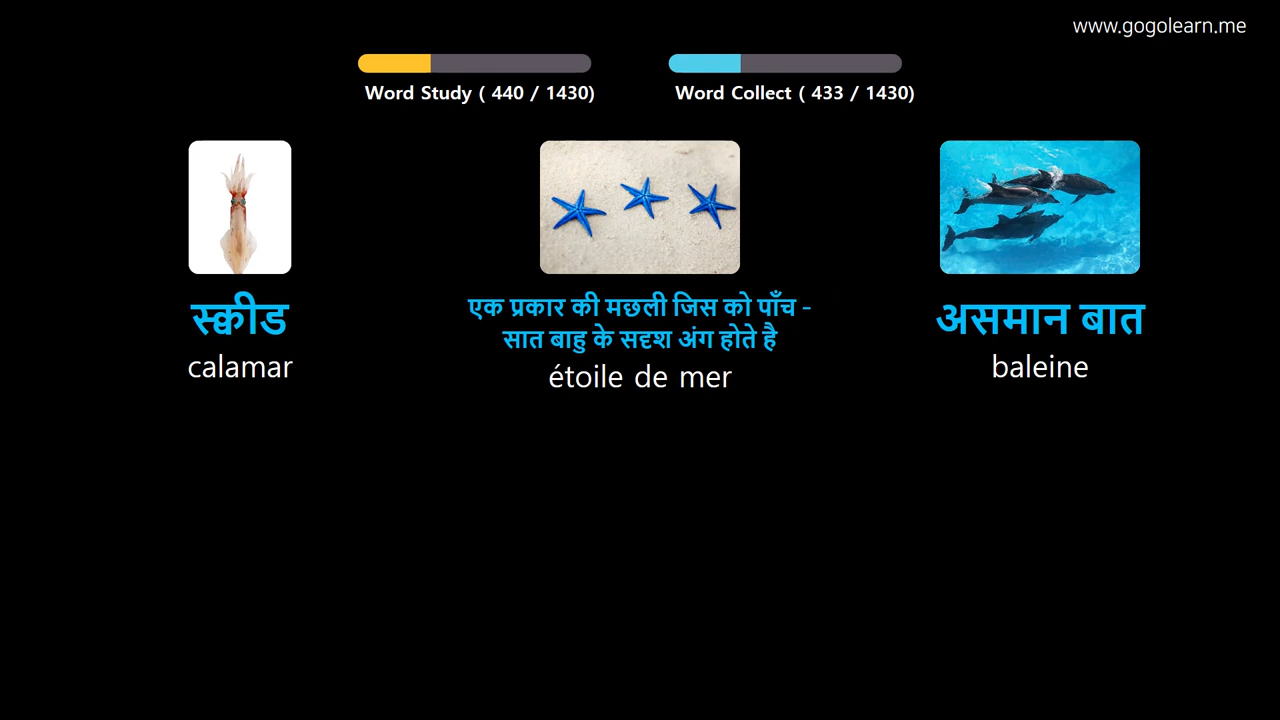 www.gogolearn.me
Word Study ( 440 / 1430)
Word Collect ( 433 / 1430)
स्क्वीड
calamar
एक प्रकार की मछली जिस को पाँच -
सात बाहु के सदृश अंग होते है
étoile de mer
असमान बात
baleine